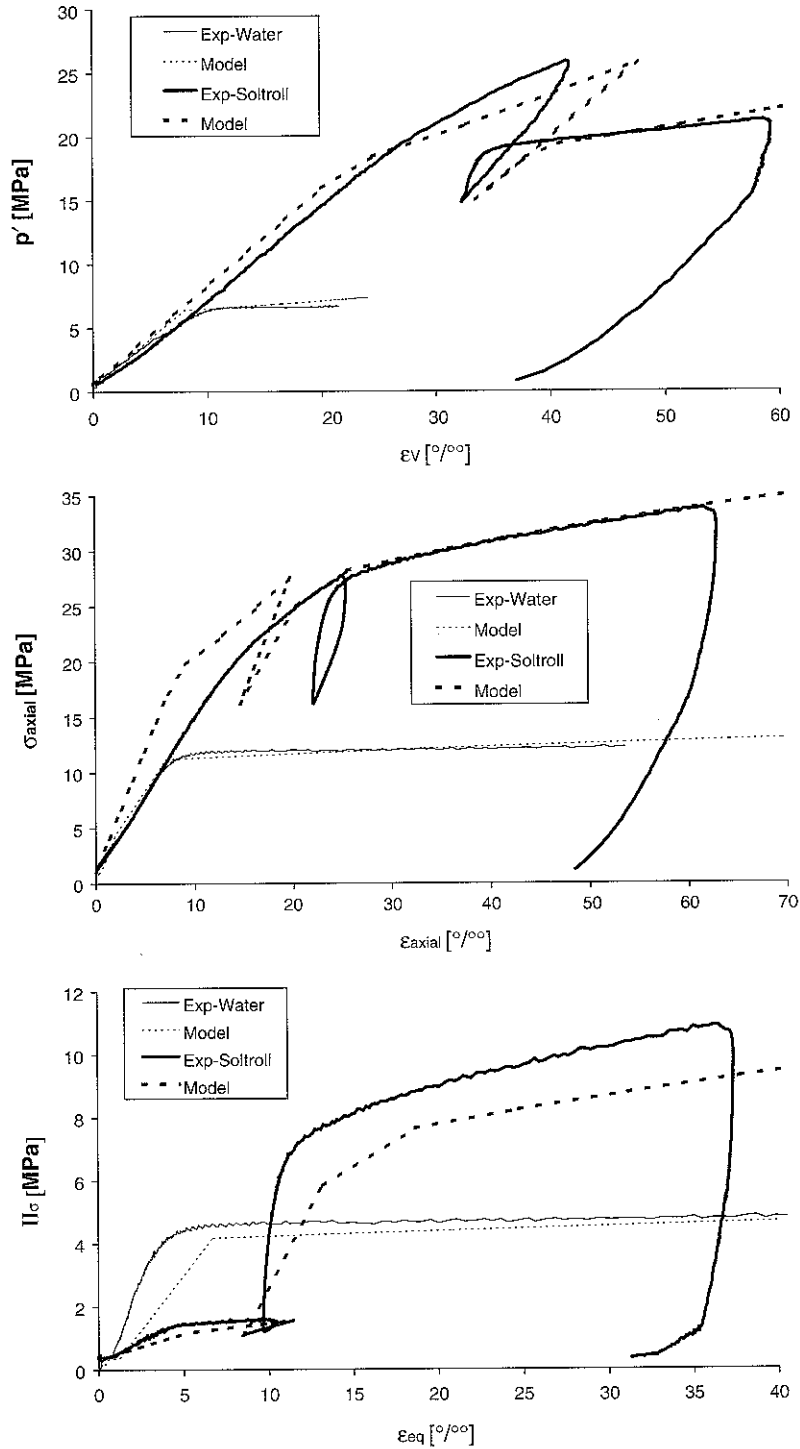 30
25
20
15
10
5
0
p′ [MPa]
Exp-Water
Model
Exp-Soltroll
Model
0 10 20 30 40 50 60
εv [°/°°]
35
30
25
20
15
10
5
0
σaxial [MPa]
Exp-Water
Model
Exp-Soltroll
Model
0 10 20 30 40 50 60 70
εaxial [°/°°]
12
10
8
6
4
2
0
IIσ [MPa]
Exp-Water
Model
Exp-Soltroll
Model
0 5 10 15 20 25 30 35 40
εeq [°/°°]